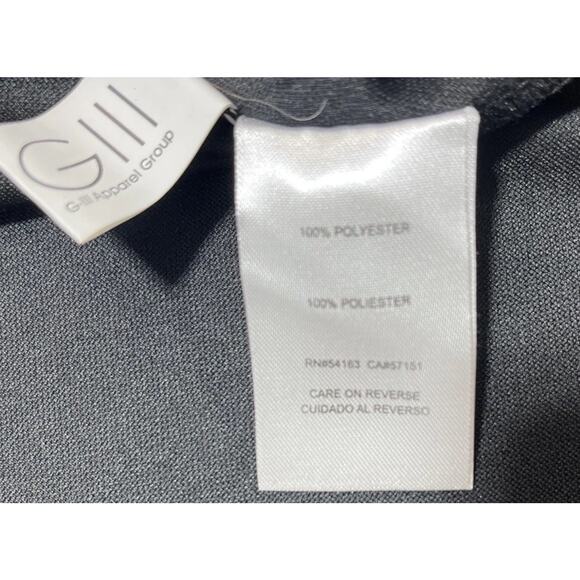 GIII
G-III Apparel Group
100% POLYESTER
100% POLIESTER
RN#54163 CA#57151
CARE ON REVERSE
CUIDADO AL REVERSO